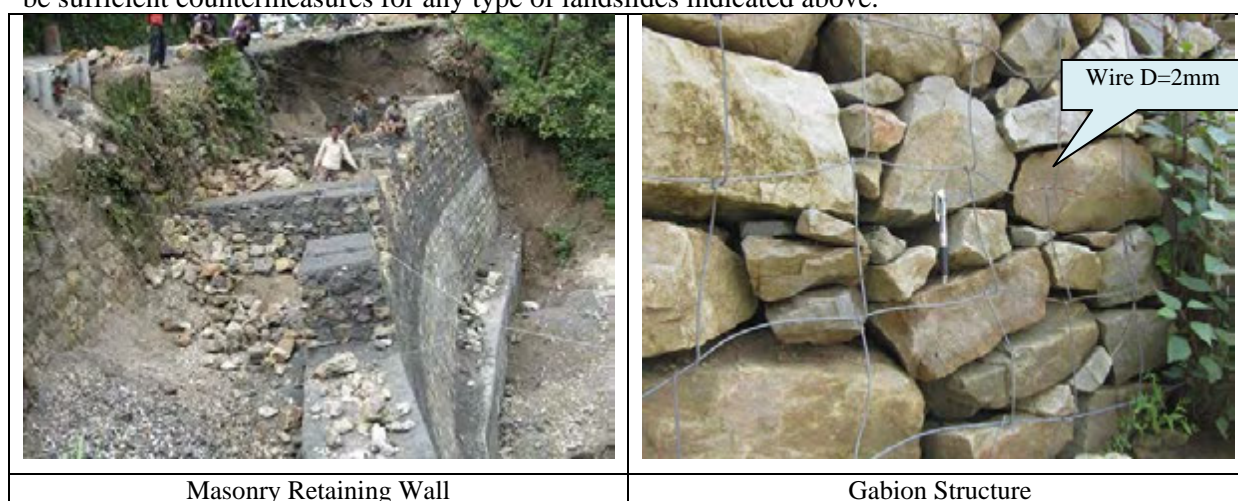 be sufficient countermeasures for any type of landslides indicated above.
Wire D=2mm
Masonry Retaining Wall
Gabion Structure